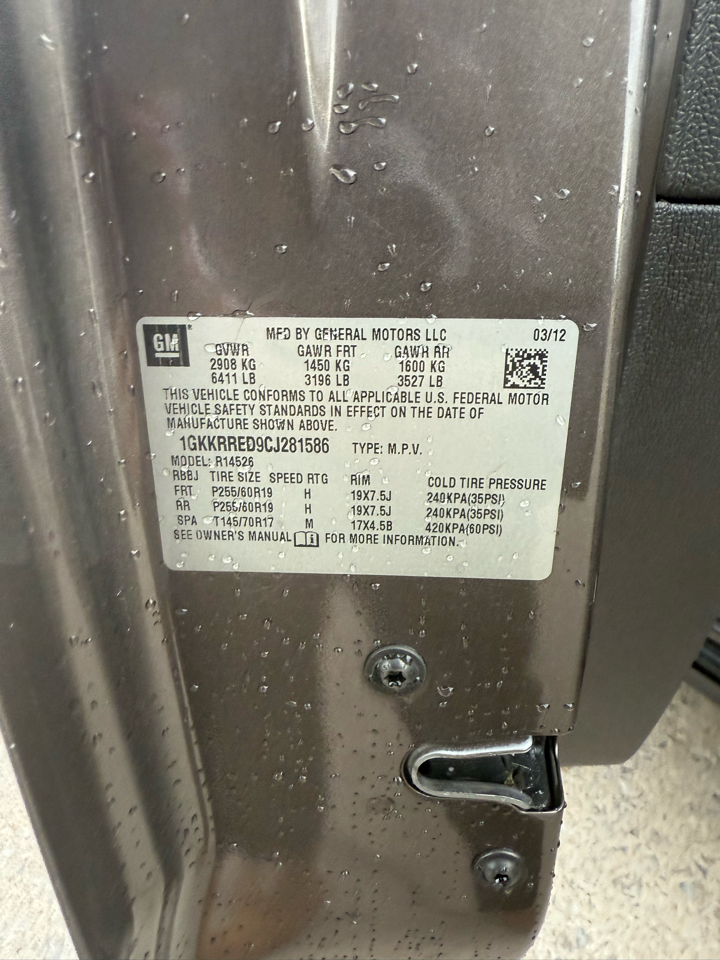 GM ® MFD BY GENERAL MOTORS LLC 03/12
GVWR GAWR FRT GAWR RR
2908 KG 1450 KG 1600 KG
6411 LB 3196 LB 3527 LB
THIS VEHICLE CONFORMS TO ALL APPLICABLE U.S. FEDERAL MOTOR
VEHICLE SAFETY STANDARDS IN EFFECT ON THE DATE OF
MANUFACTURE SHOWN ABOVE.
1GKKRRED9CJ281586 TYPE: M.P.V.
MODEL: R14526
RBBJ TIRE SIZE SPEED RTG RIM COLD TIRE PRESSURE
FRT P255/60R19 H 19X7.5J 240KPA(35PSI)
RR P255/60R19 H 19X7.5J 240KPA(35PSI)
SPA T145/70R17 M 17X4.5B 420KPA(60PSI)
SEE OWNER'S MANUAL FOR MORE INFORMATION.